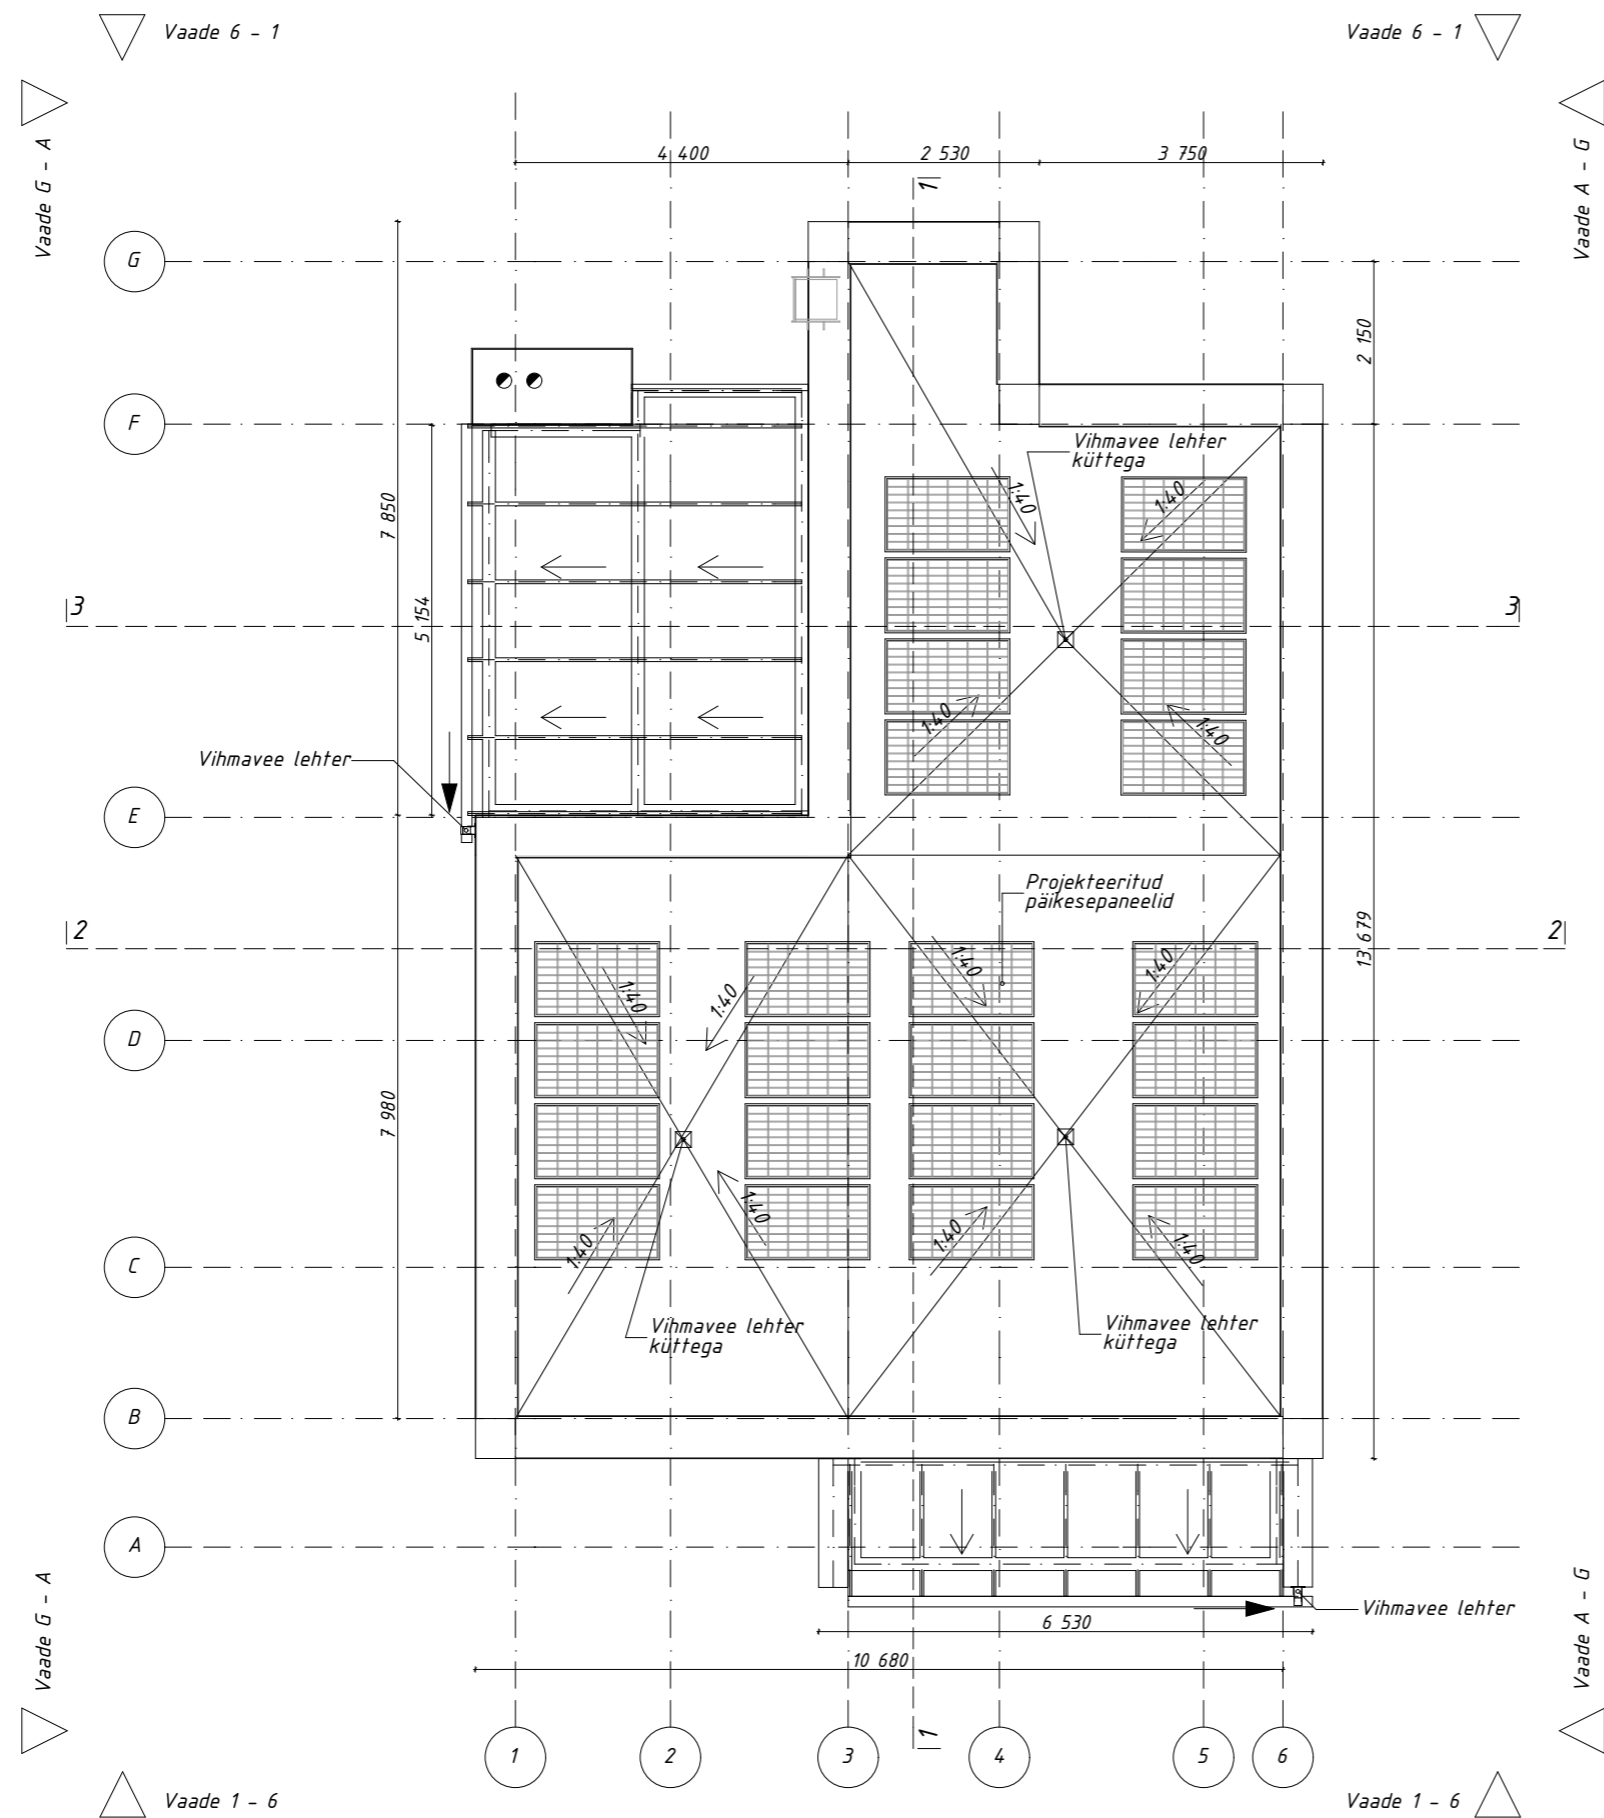 Vaade 6 - 1
Vaade 6 - 1
Vaade G - A
Vaade A - G
4 400
2 530
3 750
1
G
2 150
F
Vihmavee lehter
küttega
1:40
1:40
7 850
5 154
3
3
1:40
1:40
Vihmavee lehter
E
Projekteeritud
päikesepaneelid
2
2
13 679
1:40
1:40
1:40
1:40
D
7 980
1:40
1:40
1:40
1:40
C
Vihmavee lehter
küttega
Vihmavee lehter
küttega
B
A
Vaade G - A
Vaade A - G
Vihmavee lehter
6 530
10 680
1
1
2
3
4
5
6
Vaade 1 - 6
Vaade 1 - 6